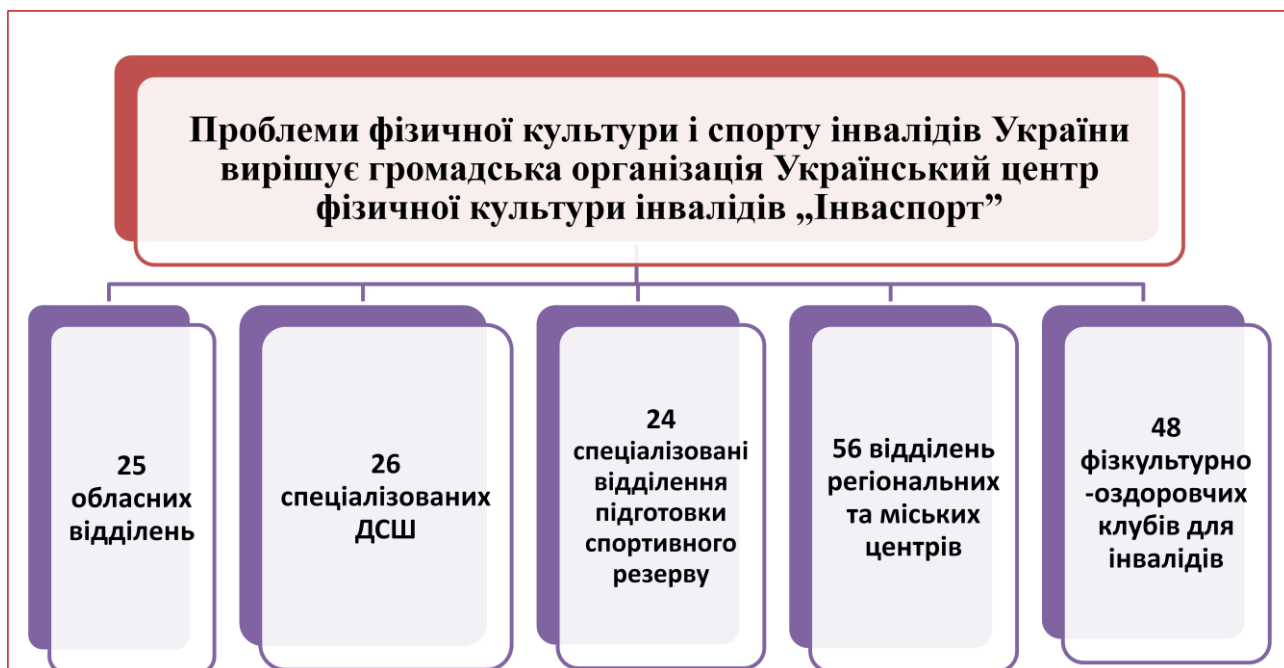 Проблеми фізичної культури і спорту інвалідів України
вирішує громадська організація Український центр
фізичної культури інвалідів „Інваспорт”
25
обласних
відділень
26
спеціалізованих
ДСШ
24
спеціалізовані
відділення
підготовки
спортивного
резерву
56 відділень
регіональних
та міських
центрів
48
фізкультурно
-оздоровчих
клубів для
інвалідів